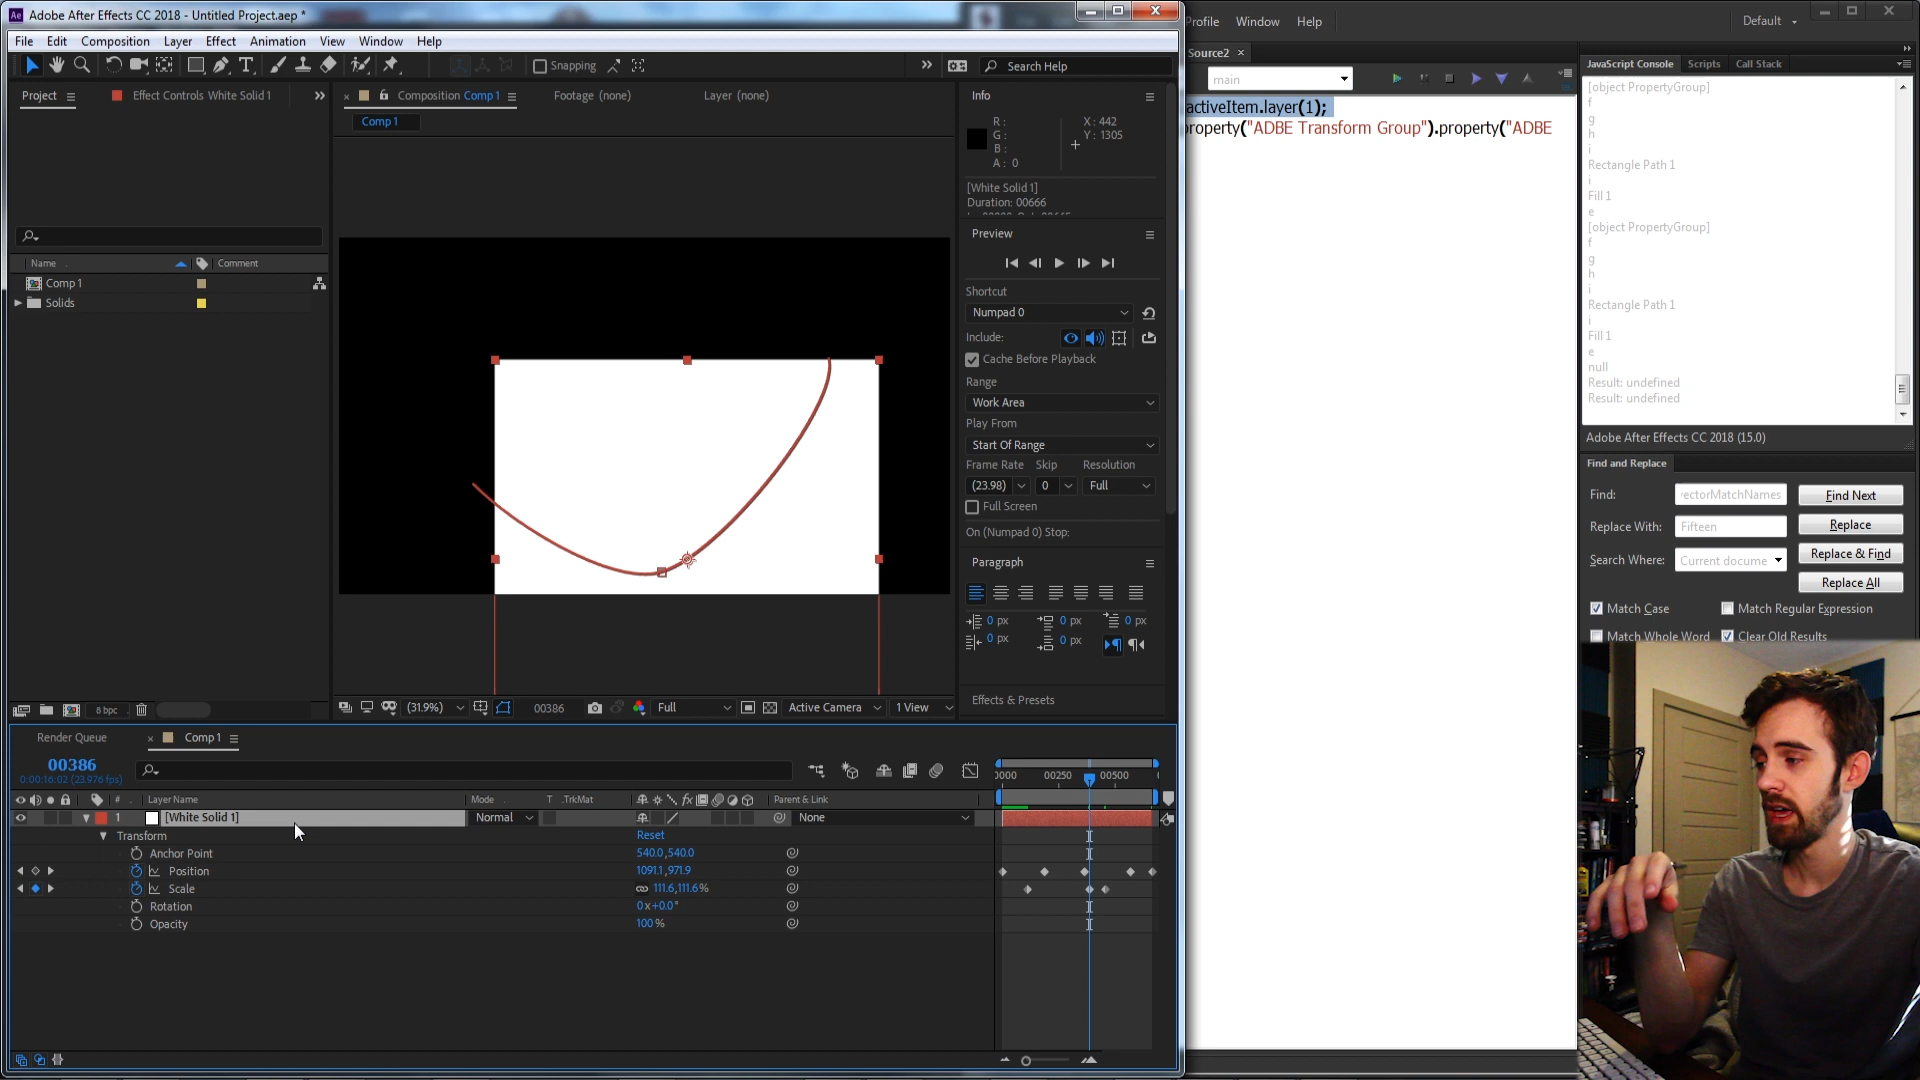 Adobe After Effects CC 2018 - Untitled Project.aep *
File Edit Composition Layer Effect Animation View Window Help
Snapping
Search Help
Project
Effect Controls White Solid 1
Composition Comp 1
Footage (none)
Layer (none)
Comp 1
Name
Comment
Comp 1
Solids
8 bpc
(31.9%)
00386
Full
Active Camera
1 View
Info
R :
G :
B :
A : 0
X : 442
Y : 1305
[White Solid 1]
Duration: 00666
Preview
Shortcut
Numpad 0
Include:
Cache Before Playback
Range
Work Area
Play From
Start Of Range
Frame Rate Skip Resolution
(23.98) 0 Full
Full Screen
On (Numpad 0) Stop:
Paragraph
0 px 0 px 0 px
0 px 0 px
Effects & Presets
Render Queue
Comp 1
00386
0:00:16:02 (23.976 fps)
0000 00250 00500
# Layer Name Mode T .TrkMat Parent & Link
1 [White Solid 1] Normal None
Transform Reset
Anchor Point 540.0,540.0
Position 1091.1,971.9
Scale 111.6,111.6%
Rotation 0x+0.0°
Opacity 100%
Profile Window Help
Default
Source2 ×
main
activeItem.layer(1);
property("ADBE Transform Group").property("ADBE
JavaScript Console Scripts Call Stack
[object PropertyGroup]
f
g
h
i
Rectangle Path 1
i
Fill 1
e
[object PropertyGroup]
f
g
h
i
Rectangle Path 1
i
Fill 1
e
null
Result: undefined
Result: undefined
Adobe After Effects CC 2018 (15.0)
Find and Replace
Find: ectorMatchNames Find Next
Replace With: Fifteen Replace
Search Where: Current docume Replace & Find
Replace All
Match Case Match Regular Expression
Match Whole Word Clear Old Results